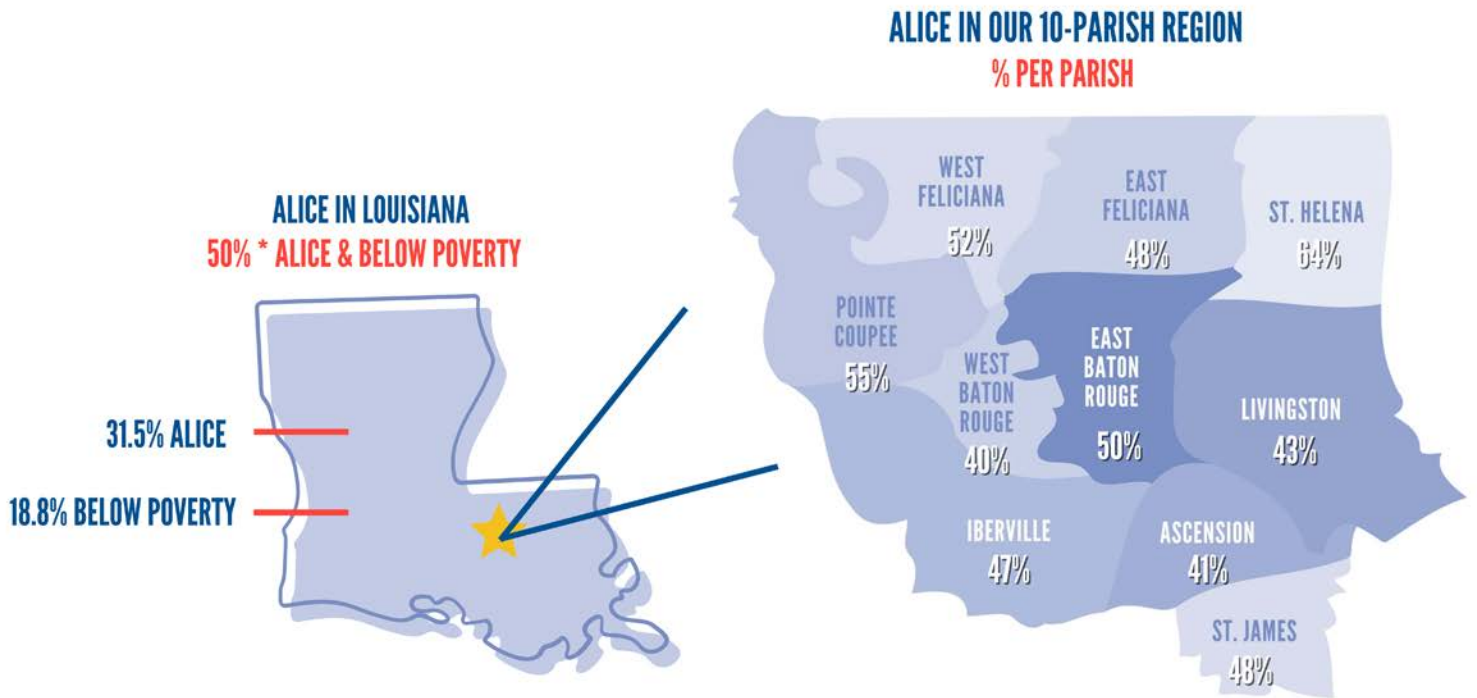 ALICE IN OUR 10-PARISH REGION
% PER PARISH
ALICE IN LOUISIANA
50% * ALICE & BELOW POVERTY
31.5% ALICE
18.8% BELOW POVERTY
WEST
FELICIANA
52%
EAST
FELICIANA
48%
ST. HELENA
64%
POINTE
COUPEE
55%
WEST
BATON
ROUGE
40%
EAST
BATON
ROUGE
50%
LIVINGSTON
43%
IBERVILLE
47%
ASCENSION
41%
ST. JAMES
48%